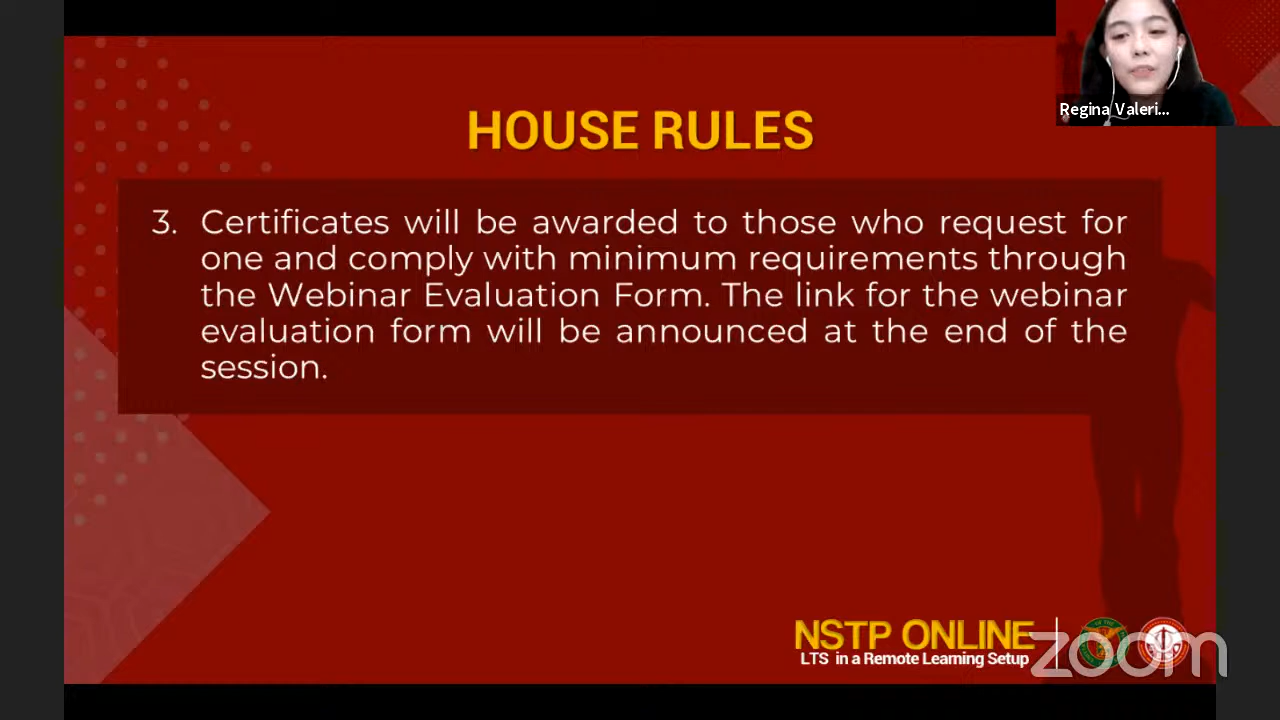 Regina Valeri...
HOUSE RULES
3. Certificates will be awarded to those who request for
one and comply with minimum requirements through
the Webinar Evaluation Form. The link for the webinar
evaluation form will be announced at the end of the
session.
NSTP ONLINE
LTS in a Remote Learning Setup
zoom